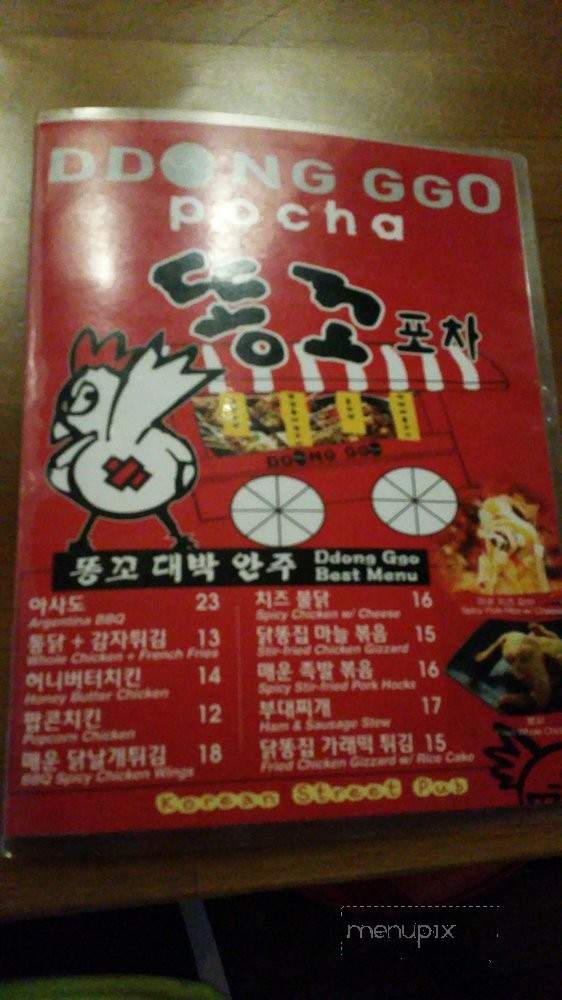 DDONG GGO
pocha
똥꼬 포차
DDONG GGO
똥꼬 대박 안주 Ddong Ggo
Best Menu
아사도 23
Argentina BBQ
통닭 + 감자튀김 13
Whole Chicken + French Fries
허니버터치킨 14
Honey Butter Chicken
팝콘치킨 12
Popcorn Chicken
매운 닭날개튀김 18
BBQ Spicy Chicken Wings
치즈 불닭 16
Spicy Chicken w/ Cheese
닭똥집 마늘 볶음 15
Stir-fried Chicken Gizzard
매운 족발 볶음 16
Spicy Stir-fried Pork Hocks
부대찌개 17
Ham & Sausage Stew
닭똥집 가래떡 튀김 15
Fried Chicken Gizzard w/ Rice Cake
Korean Street Pub
menupix